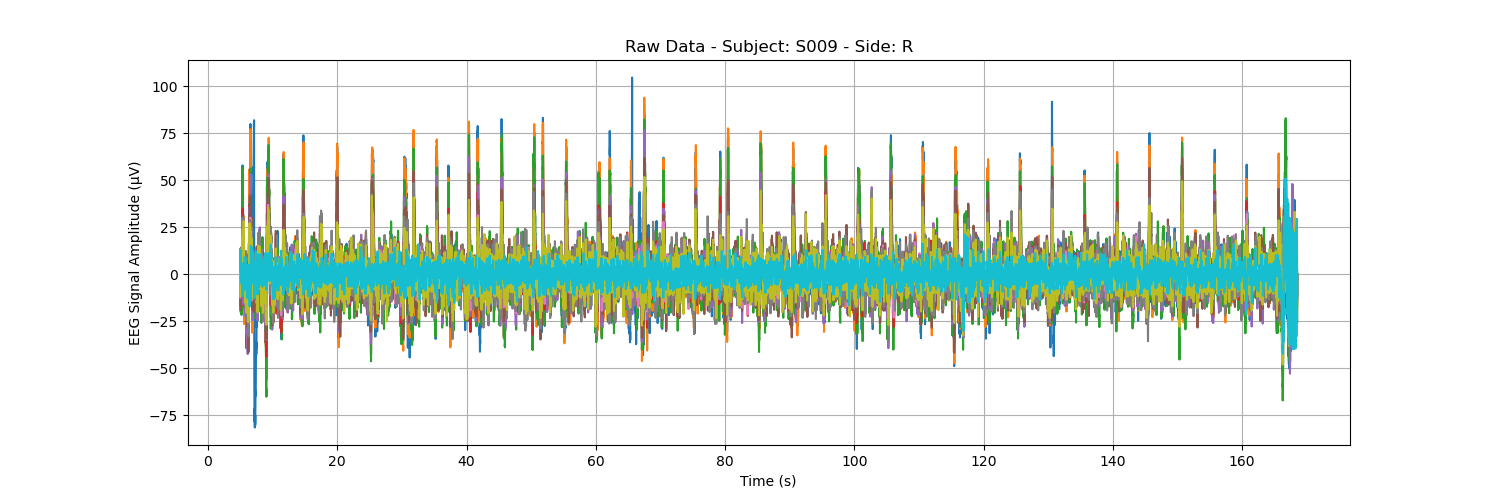 Raw Data - Subject: S009 - Side: R
EEG Signal Amplitude (µV)
100
75
50
25
0
−25
−50
−75
0 20 40 60 80 100 120 140 160
Time (s)